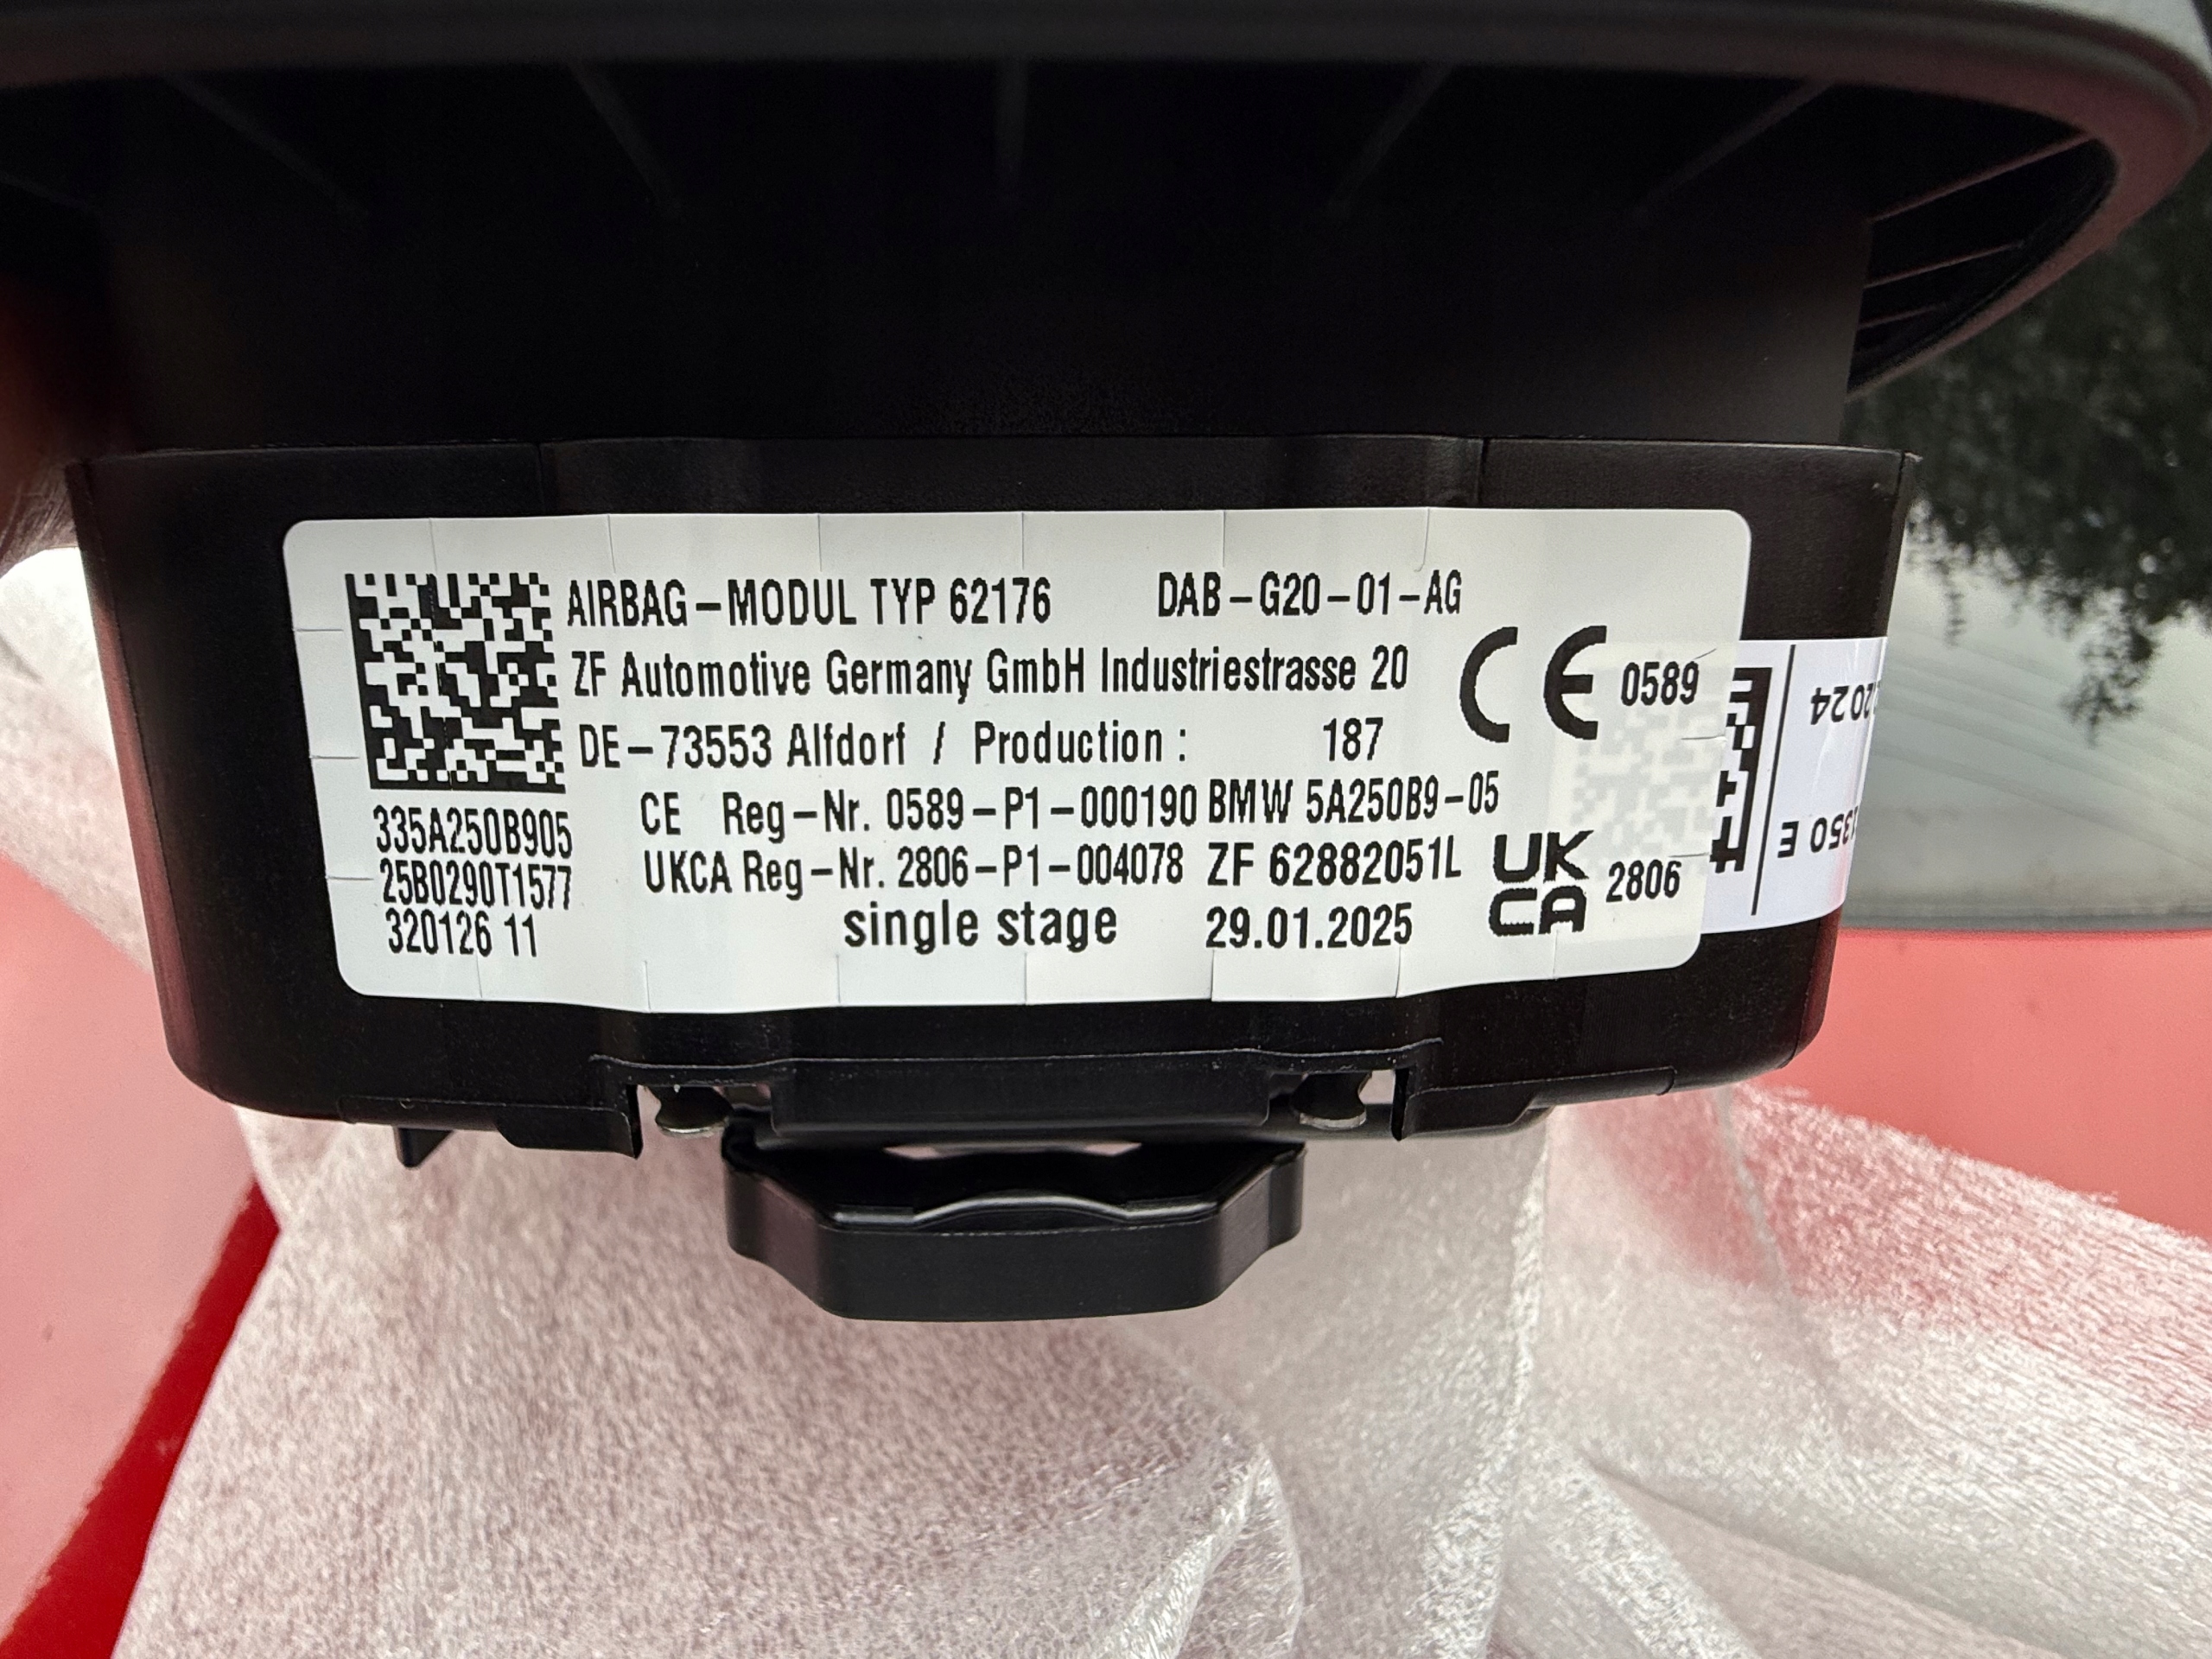 AIRBAG-MODUL TYP 62176 DAB-G20-01-AG
ZF Automotive Germany GmbH Industriestrasse 20
CE 0589
DE-73553 Alfdorf / Production: 187
335A250B905
25B0290T1577
320126 11
CE Reg-Nr. 0589-P1-000190 BMW 5A250B9-05
UKCA Reg-Nr. 2806-P1-004078 ZF 62882051L
UK
CA 2806
single stage 29.01.2025
2024
350 E